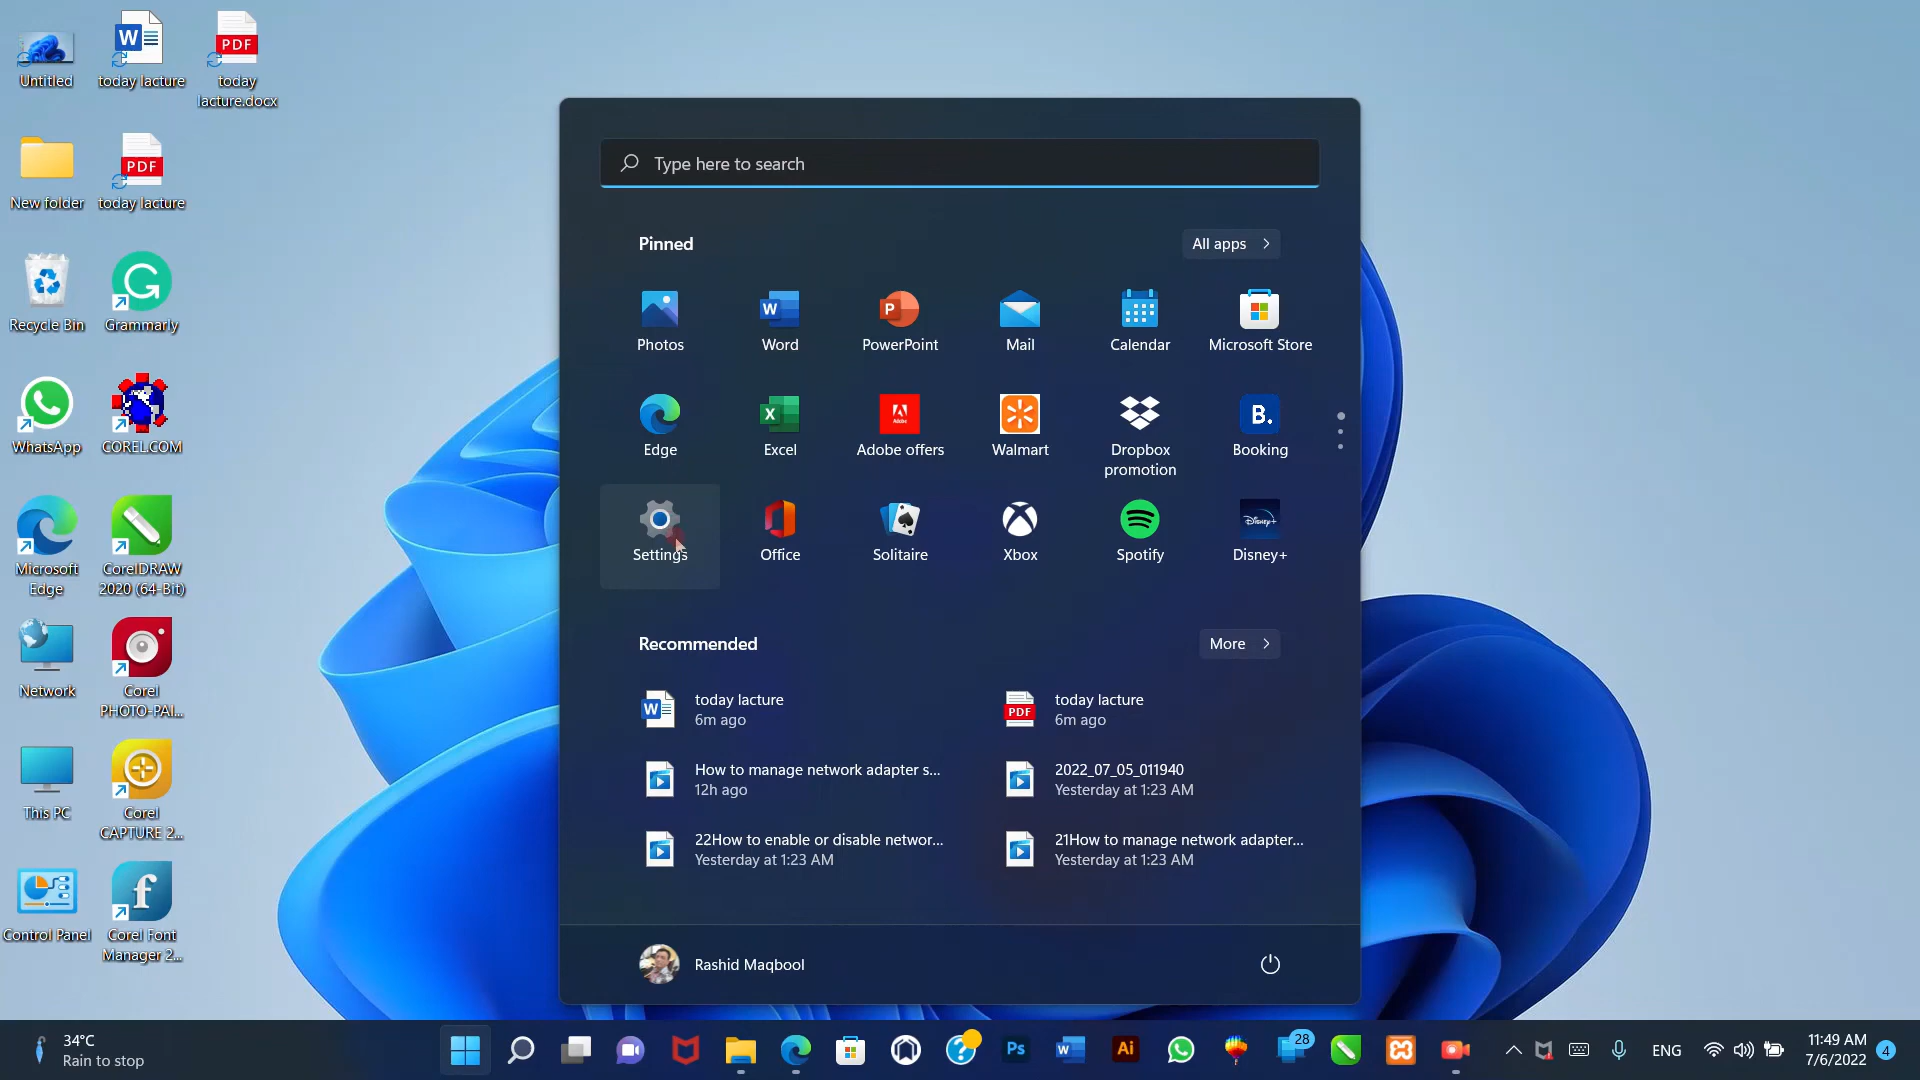 Untitled
today lacture
today
lacture.docx
New folder
today lacture
Recycle Bin
Grammarly
WhatsApp
COREL.COM
Microsoft
Edge
CorelDRAW
2020 (64-Bit)
Network
Corel
PHOTO-PAI...
This PC
Corel
CAPTURE 2...
Control Panel
Corel Font
Manager 2...
Type here to search
Pinned
All apps
Photos
Word
PowerPoint
Mail
Calendar
Microsoft Store
Edge
Excel
Adobe offers
Walmart
Dropbox
promotion
Booking
Settings
Office
Solitaire
Xbox
Spotify
Disney+
Recommended
More
today lacture
6m ago
today lacture
6m ago
How to manage network adapter s...
12h ago
2022_07_05_011940
Yesterday at 1:23 AM
22How to enable or disable networ...
Yesterday at 1:23 AM
21How to manage network adapter...
Yesterday at 1:23 AM
Rashid Maqbool
34°C
Rain to stop
28
ENG
11:49 AM
7/6/2022
4